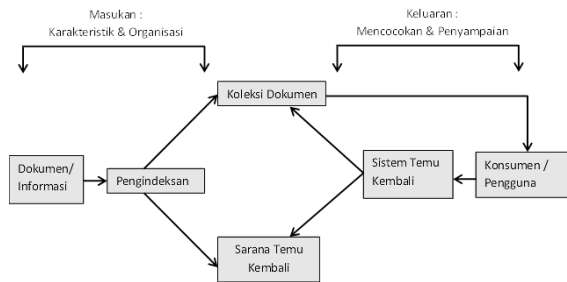 Masukan :
Karakteristik & Organisasi
Keluaran :
Mencocokan & Penyampaian
Koleksi Dokumen
Dokumen/
Informasi
Pengindeksan
Sistem Temu
Kembali
Konsumen /
Pengguna
Sarana Temu
Kembali